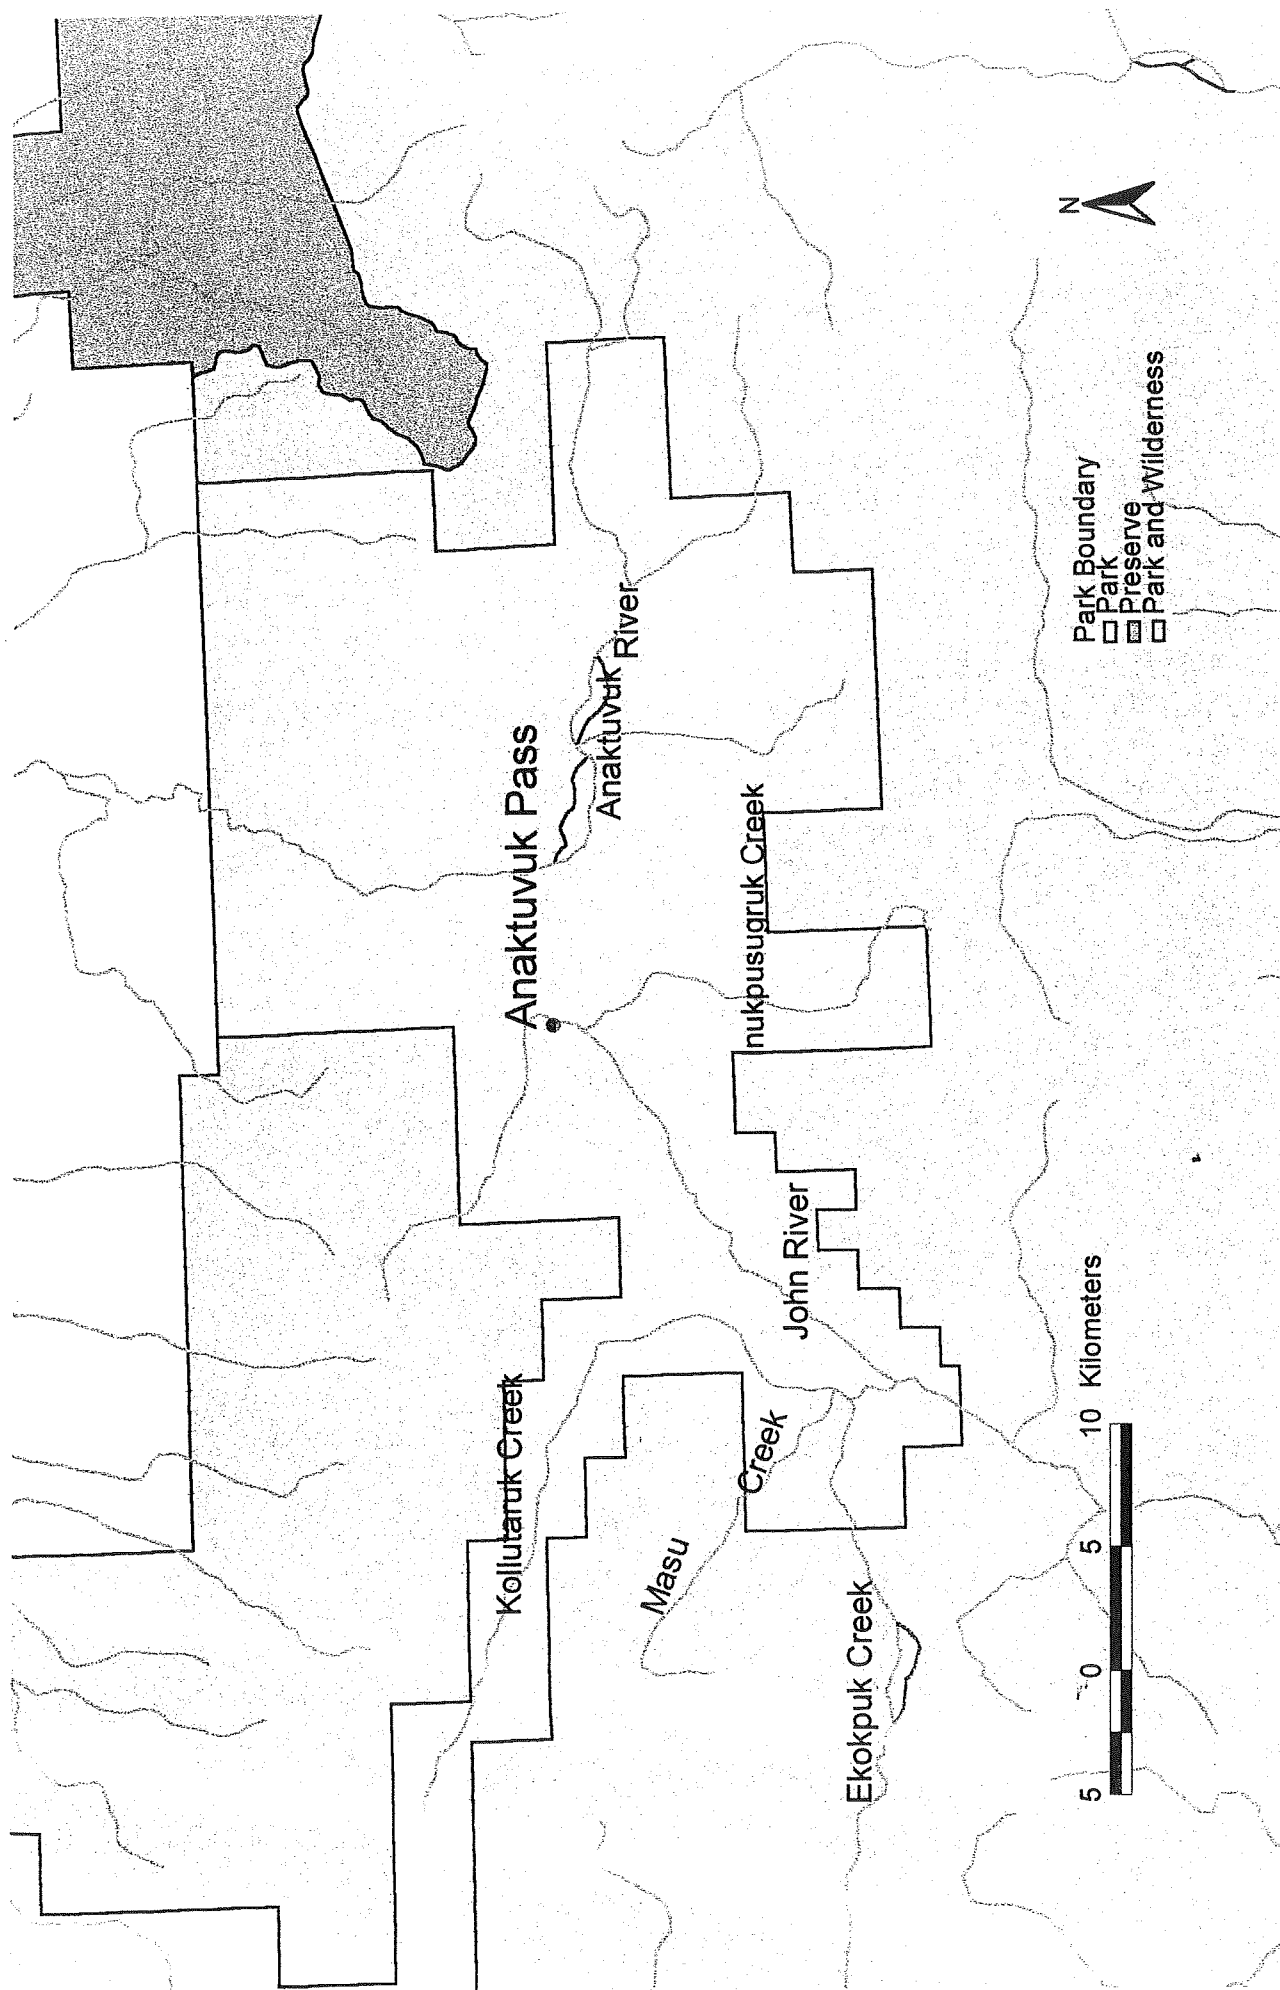 Kollutaruk Creek
Anaktuvuk Pass
Anaktuvuk
River
Masu
Creek
nukpusugruk Creek
John River
Ekokpuk Creek
N
5 0 5 10 Kilometers
Park Boundary
Park
Preserve
Park and Wilderness